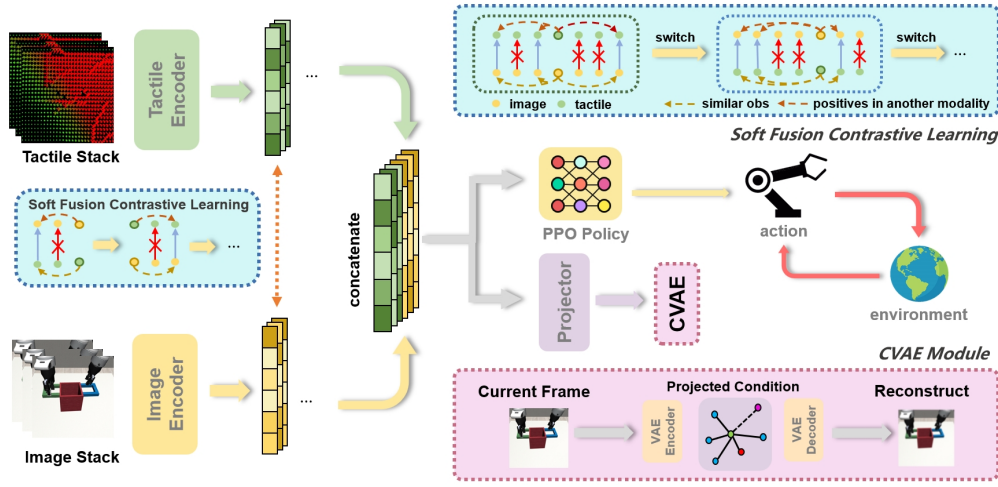 Tactile Stack
Tactile
Encoder
...
Soft Fusion Contrastive Learning
...
Image Stack
Image
Encoder
...
concatenate
switch
switch
...
image
tactile
similar obs
positives in another modality
Soft Fusion Contrastive Learning
PPO Policy
action
environment
Projector
CVAE
CVAE Module
Current Frame
Projected Condition
Reconstruct
VAE
Encoder
VAE
Decoder